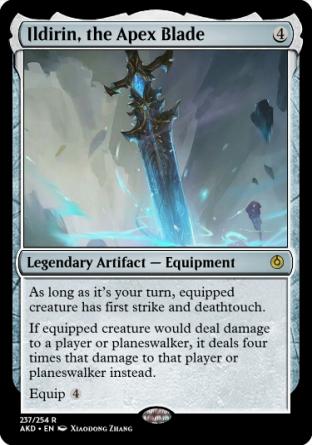 Ildirin, the Apex Blade 4
Legendary Artifact — Equipment
As long as it's your turn, equipped
creature has first strike and deathtouch.
If equipped creature would deal damage
to a player or planeswalker, it deals four
times that damage to that player or
planeswalker instead.
Equip 4
237/254 R
AKD • EN Xiaodong Zhang